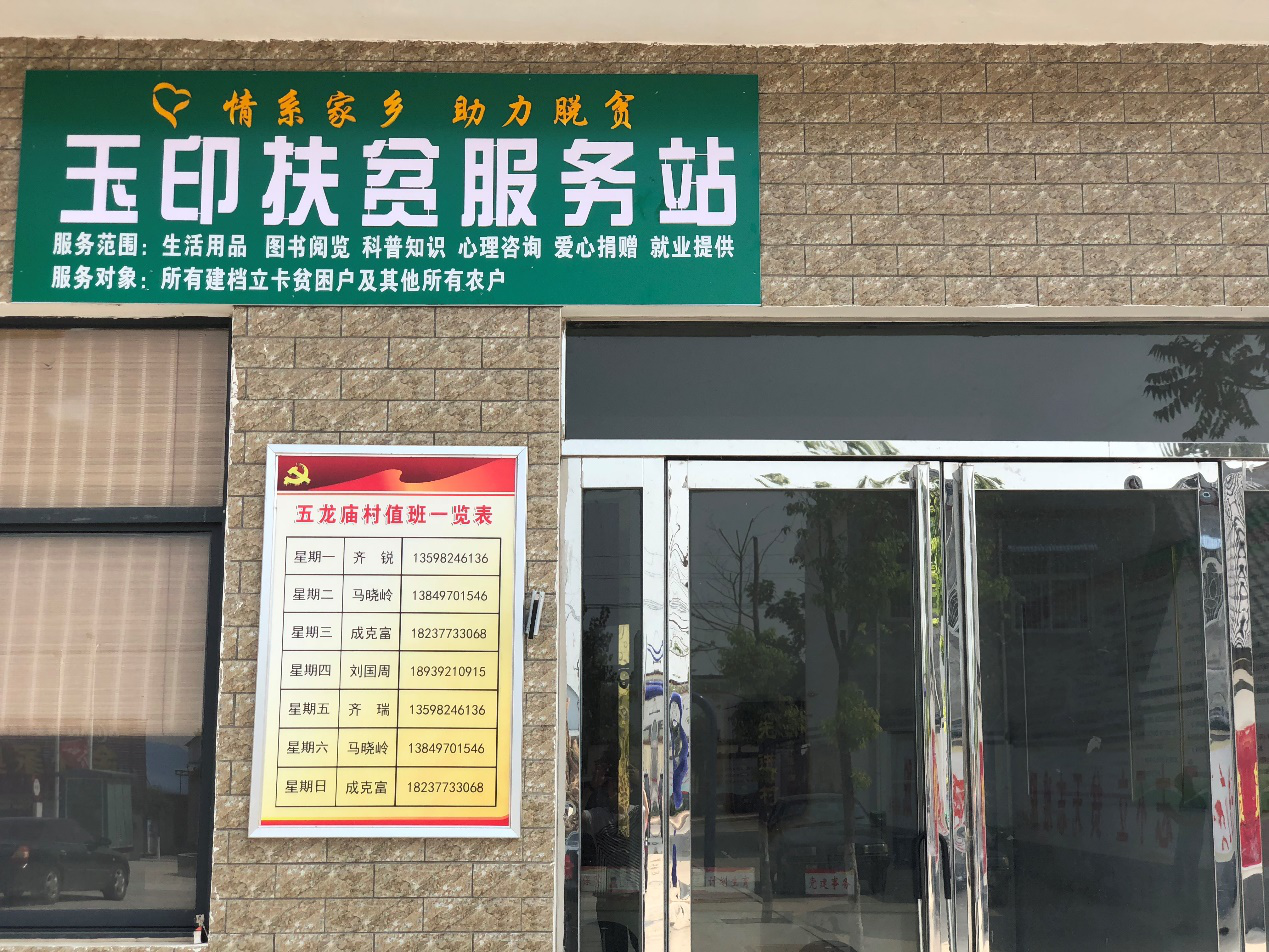 情系家乡 助力脱贫
玉印扶贫服务站
服务范围：生活用品 图书阅览 科普知识 心理咨询 爱心捐赠 就业提供
服务对象：所有建档立卡贫困户及其他所有农户
五龙庙村值班一览表
星期一 齐 锐 13598246136
星期二 马晓岭 13849701546
星期三 成克富 18237733068
星期四 刘国周 18939210915
星期五 齐 瑞 13598246136
星期六 马晓岭 13849701546
星期日 成克富 18237733068